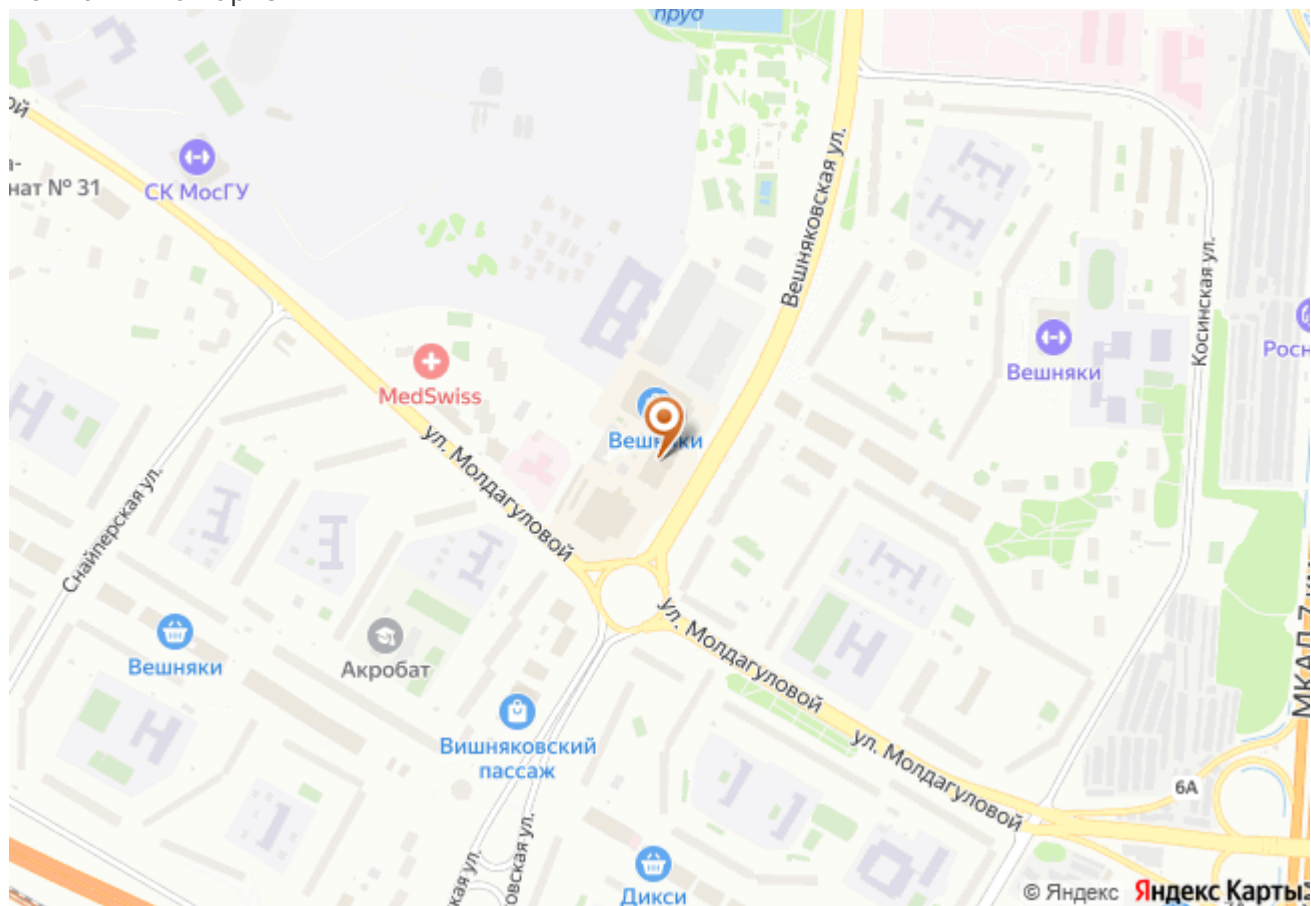 пруд
ой
а-
нат № 31
СК МосГУ
Вешняковская ул.
Косинская ул.
Вешняки
MedSwiss
Вешняки
ул. Молдагуловой
Снайперская ул.
Вешняки
Акробат
ул. Молдагуловой
Вишняковский
пассаж
ул. Молдагуловой
6А
МКАД, 7
Дикси
© Яндекс Яндекс Карты